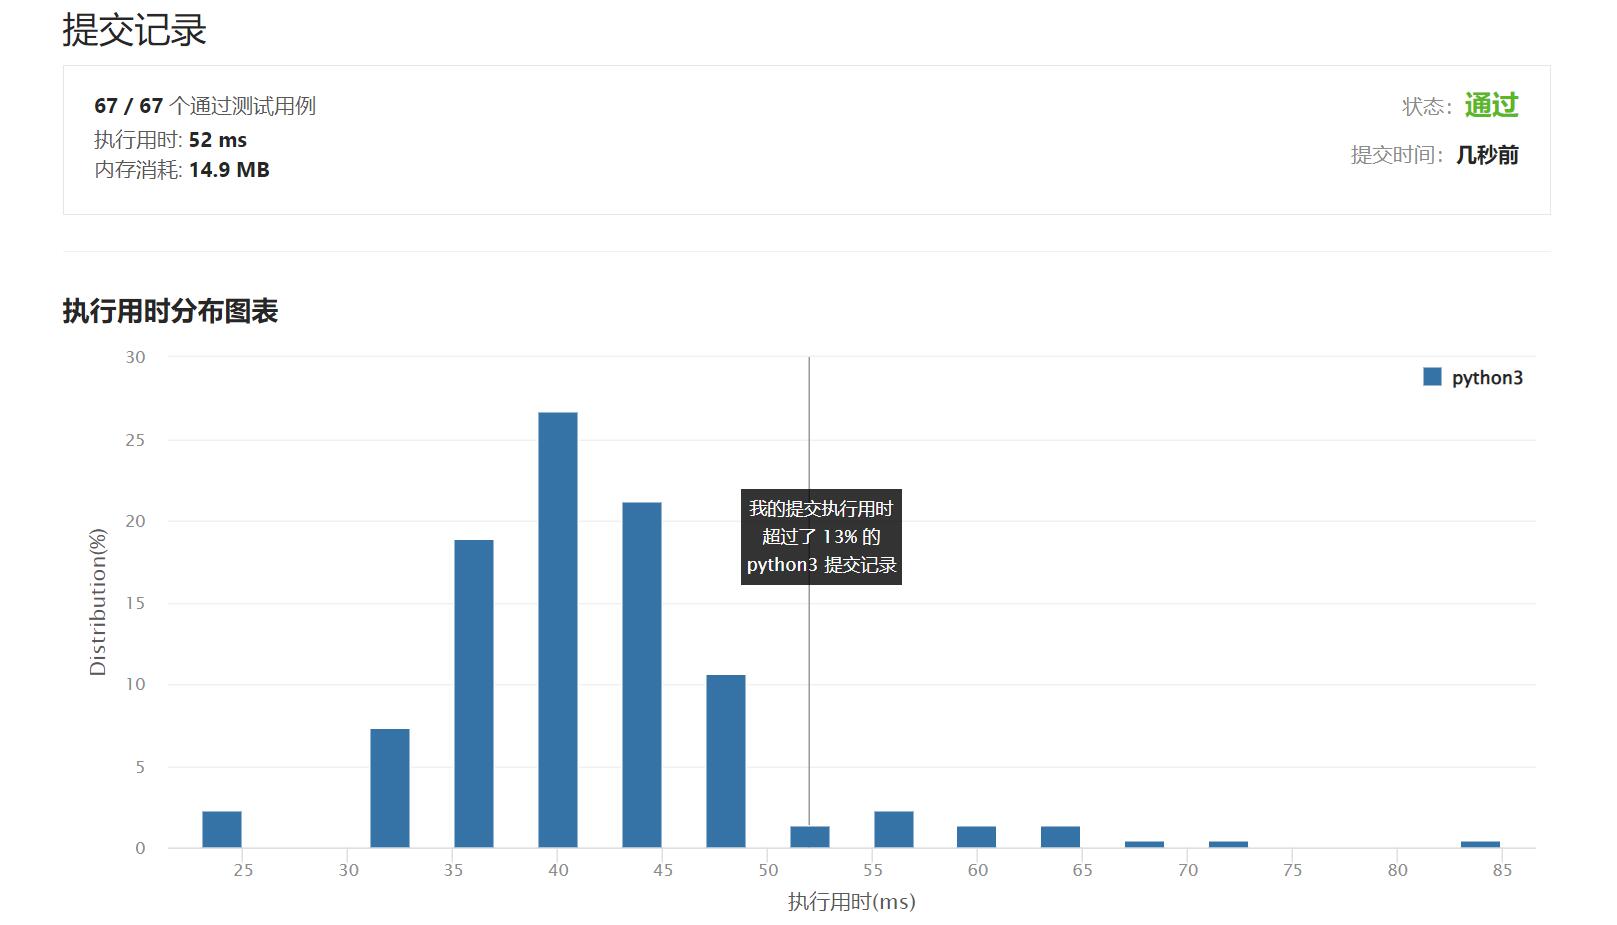 提交记录
67 / 67 个通过测试用例
状态： 通过
执行用时: 52 ms
提交时间： 几秒前
内存消耗: 14.9 MB
执行用时分布图表
30
python3
25
20
15
10
5
0
Distribution(%)
我的提交执行用时
超过了 13% 的
python3 提交记录
25 30 35 40 45 50 55 60 65 70 75 80 85
执行用时(ms)